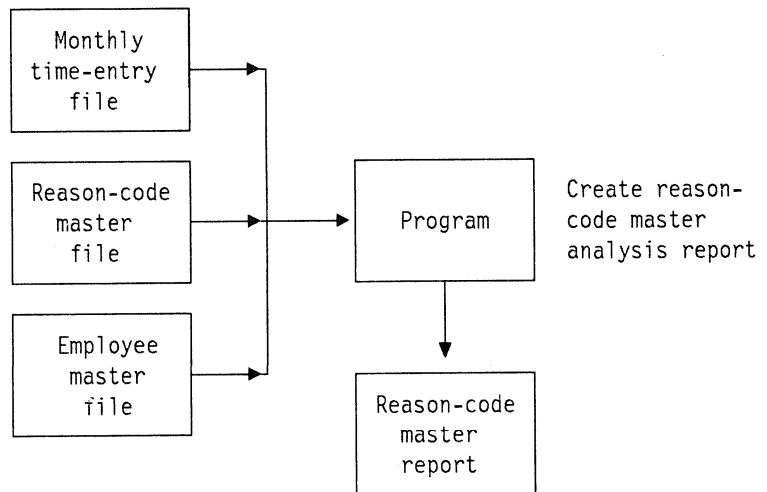 Monthly
time-entry
file
Reason-code
master
file
Employee
master
file
Program
Create reason-
code master
analysis report
Reason-code
master
report